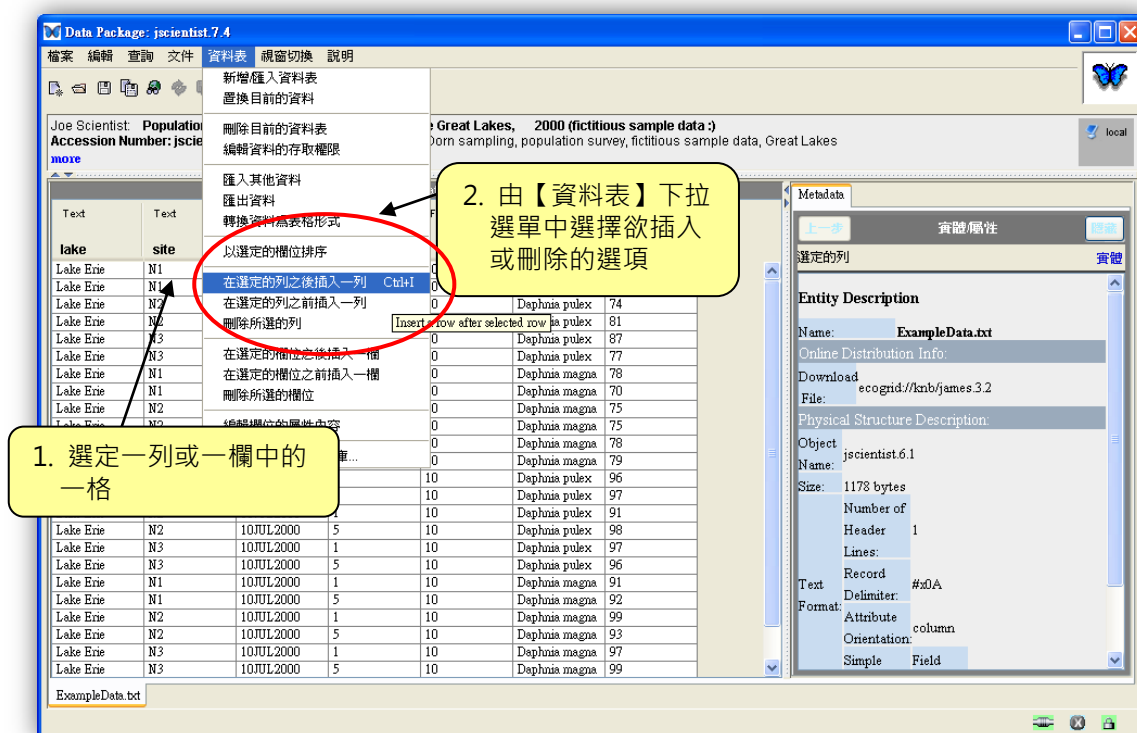 Data Package: jscientist.7.4
檔案 編輯 查詢 文件 資料表 視窗切換 說明
新增/匯入資料表
置換目前的資料
刪除目前的資料表
編輯資料的存取權限
匯入其他資料
匯出資料
轉換資料為表格形式
以選定的欄位排序
在選定的列之後插入一列 Ctrl+I
在選定的列之前插入一列
刪除所選的列
Insert a row after selected row
在選定的欄位之後插入一欄
在選定的欄位之前插入一欄
刪除所選的欄位
編輯欄位的屬性內容
庫...
Joe Scientist: Population Great Lakes, 2000 (fictitious sample data :)
Accession Number: jscie Dorn sampling, population survey, fictitious sample data, Great Lakes
more
local
2. 由【資料表】下拉
選單中選擇欲插入
或刪除的選項
1. 選定一列或一欄中的
一格
Text Text
lake site
Lake Erie N1
Lake Erie N1
Lake Erie N2 0 Daphnia pulex 74
Lake Erie N2 0 ia pulex 81
Lake Erie N3 0 Daphnia pulex 87
Lake Erie N3 0 Daphnia pulex 77
Lake Erie N1 0 Daphnia magna 78
Lake Erie N1 0 Daphnia magna 70
Lake Erie N2 0 Daphnia magna 75
Lake Erie N2 0 Daphnia magna 75
0 Daphnia magna 78
0 Daphnia magna 79
10 Daphnia pulex 96
10 Daphnia pulex 97
1 10 Daphnia pulex 91
Lake Erie N2 10JUL2000 5 10 Daphnia pulex 98
Lake Erie N3 10JUL2000 1 10 Daphnia pulex 97
Lake Erie N3 10JUL2000 5 10 Daphnia pulex 96
Lake Erie N1 10JUL2000 1 10 Daphnia magna 91
Lake Erie N1 10JUL2000 5 10 Daphnia magna 92
Lake Erie N2 10JUL2000 1 10 Daphnia magna 99
Lake Erie N2 10JUL2000 5 10 Daphnia magna 93
Lake Erie N3 10JUL2000 1 10 Daphnia magna 97
Lake Erie N3 10JUL2000 5 10 Daphnia magna 99
ExampleData.txt
Metadata
上一步 實體/屬性 隱藏
選定的列 實體
Entity Description
Name: ExampleData.txt
Online Distribution Info:
Download
File: ecogrid://knb/james.3.2
Physical Structure Description:
Object
Name: jscientist.6.1
Size: 1178 bytes
Text
Format:
Number of
Header 1
Lines:
Record
Delimiter: #x0A
Attribute
Orientation: column
Simple Field